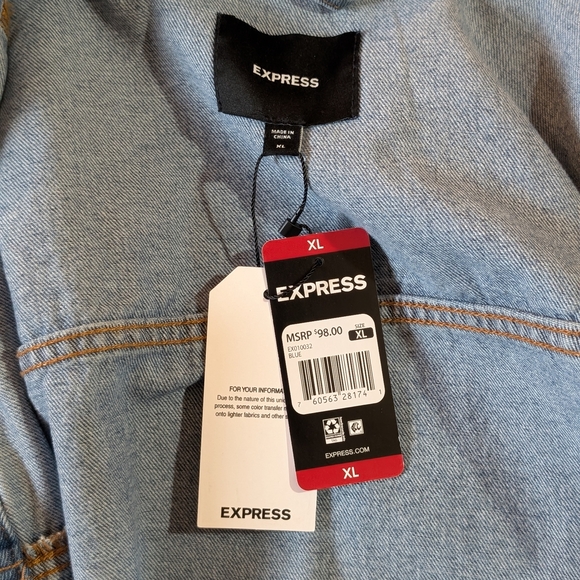 EXPRESS
MADE IN
CHINA
XL
XL
EXPRESS
MSRP $98.00
SIZE
XL
EX010032
BLUE
7 60563 28174 1
EXPRESS.COM
XL
FOR YOUR INFORMA
Due to the nature of this uni
process, some color transfer
onto lighter fabrics and other
EXPRESS